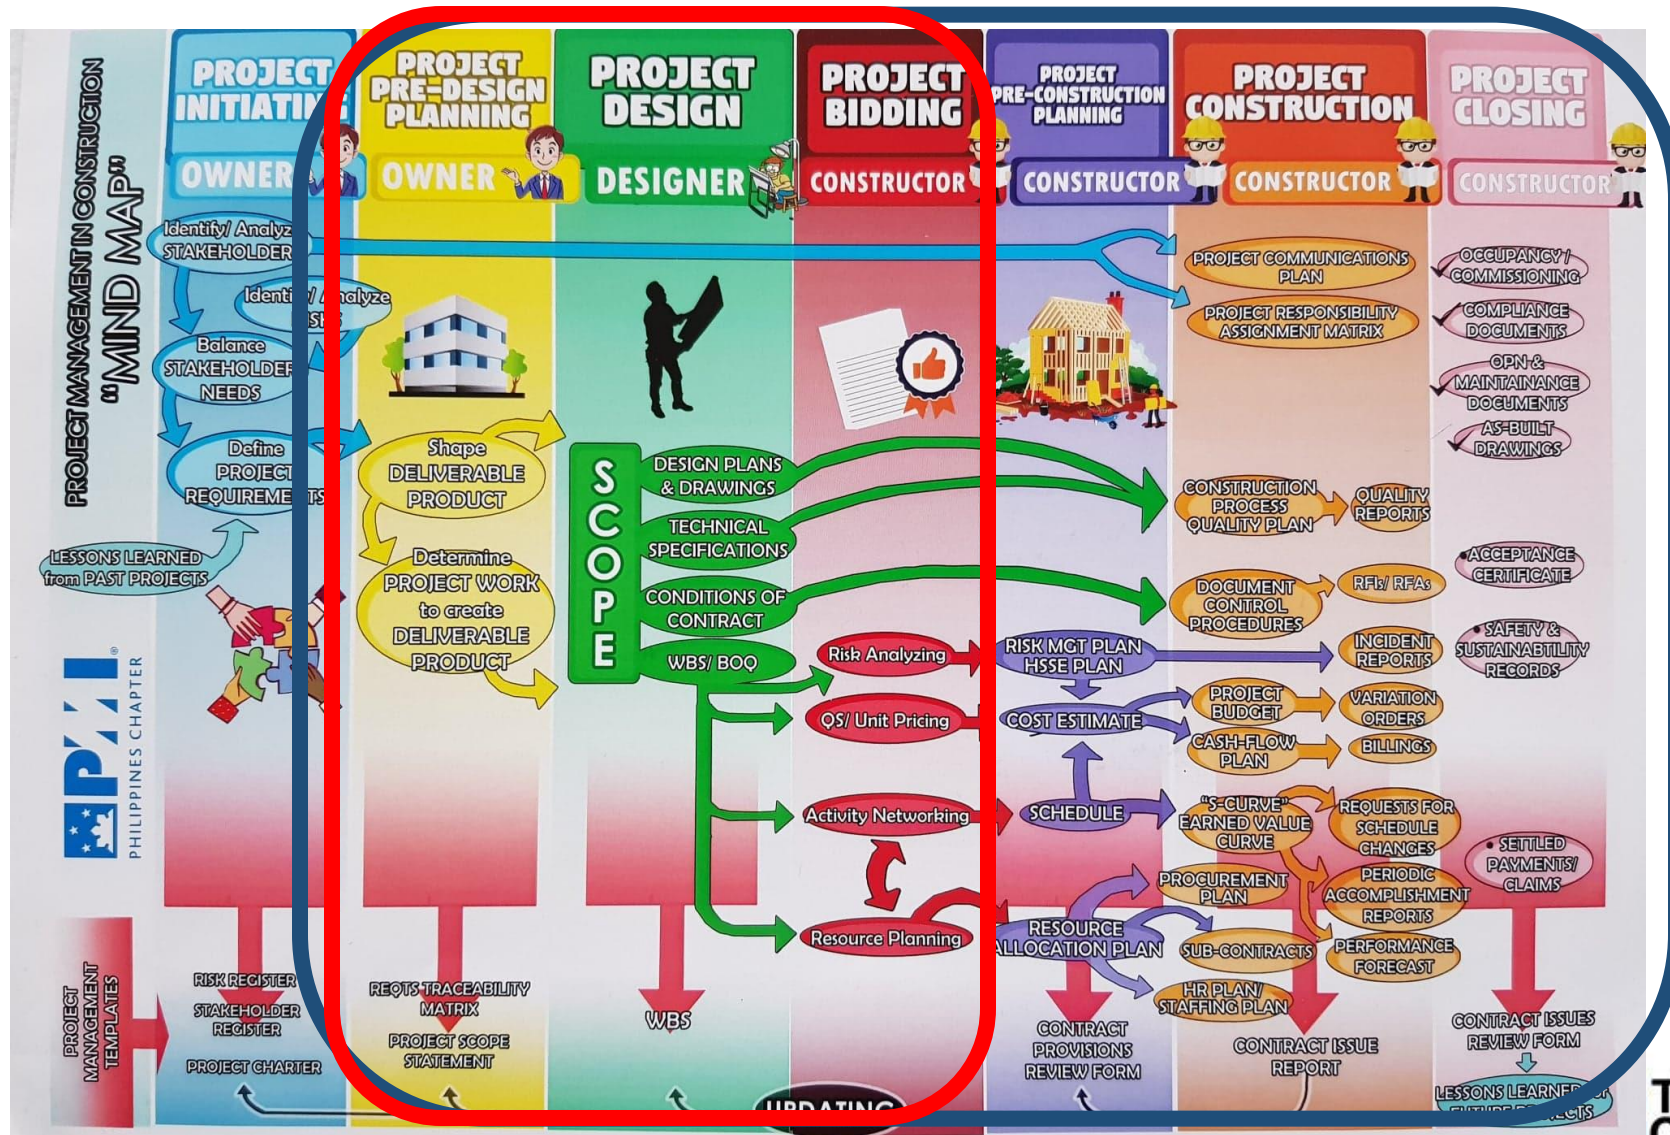 PROJECT MANAGEMENT IN CONSTRUCTION
"MIND MAP"
PMI
®
PHILIPPINES CHAPTER
PROJECT
MANAGEMENT
TEMPLATES
PROJECT
INITIATING
OWNER
Identify/ Analyz
STAKEHOLDER
Identify/ Analyze
Balance
STAKEHOLDER
NEEDS
Define
PROJECT
REQUIREMENTS
LESSONS LEARNED
from PAST PROJECTS
RISK REGISTER
STAKEHOLDER
REGISTER
PROJECT CHARTER
PROJECT
PRE-DESIGN
PLANNING
OWNER
Shape
DELIVERABLE
PRODUCT
Determine
PROJECT WORK
to create
DELIVERABLE
PRODUCT
REQTS TRACEABILITY
MATRIX
PROJECT SCOPE
STATEMENT
PROJECT
DESIGN
DESIGNER
SCOPE
DESIGN PLANS
& DRAWINGS
TECHNICAL
SPECIFICATIONS
CONDITIONS OF
CONTRACT
WBS/ BOQ
WBS
PROJECT
BIDDING
CONSTRUCTOR
Risk Analyzing
QS/ Unit Pricing
Activity Networking
Resource Planning
UPDATING
PROJECT
PRE-CONSTRUCTION
PLANNING
CONSTRUCTOR
RISK MGT PLAN
HSSE PLAN
COST ESTIMATE
SCHEDULE
RESOURCE
ALLOCATION PLAN
CONTRACT
PROVISIONS
REVIEW FORM
PROJECT
CONSTRUCTION
CONSTRUCTOR
PROJECT COMMUNICATIONS
PLAN
PROJECT RESPONSIBILITY
ASSIGNMENT MATRIX
CONSTRUCTION
PROCESS
QUALITY PLAN
QUALITY
REPORTS
DOCUMENT
CONTROL
PROCEDURES
RFIs/ RFAs
INCIDENT
REPORTS
PROJECT
BUDGET
VARIATION
ORDERS
CASH-FLOW
PLAN
BILLINGS
"S-CURVE"
EARNED VALUE
CURVE
REQUESTS FOR
SCHEDULE
CHANGES
PROCUREMENT
PLAN
PERIODIC
ACCOMPLISHMENT
REPORTS
SUB-CONTRACTS
PERFORMANCE
FORECAST
HR PLAN/
STAFFING PLAN
CONTRACT ISSUE
REPORT
PROJECT
CLOSING
CONSTRUCTOR
OCCUPANCY /
COMMISSIONING
COMPLIANCE
DOCUMENTS
OPN &
MAINTAINANCE
DOCUMENTS
AS-BUILT
DRAWINGS
ACCEPTANCE
CERTIFICATE
SAFETY &
SUSTAINABILITY
RECORDS
SETTLED
PAYMENTS/
CLAIMS
CONTRACT ISSUES
REVIEW FORM
LESSONS LEARNED
FUTURE PROJECTS